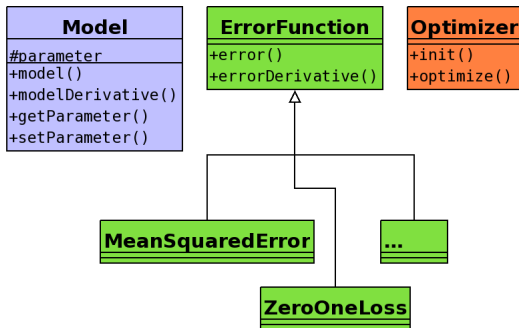 Model
#parameter
+model()
+modelDerivative()
+getParameter()
+setParameter()
ErrorFunction
+error()
+errorDerivative()
Optimizer
+init()
+optimize()
MeanSquaredError
...
ZeroOneLoss